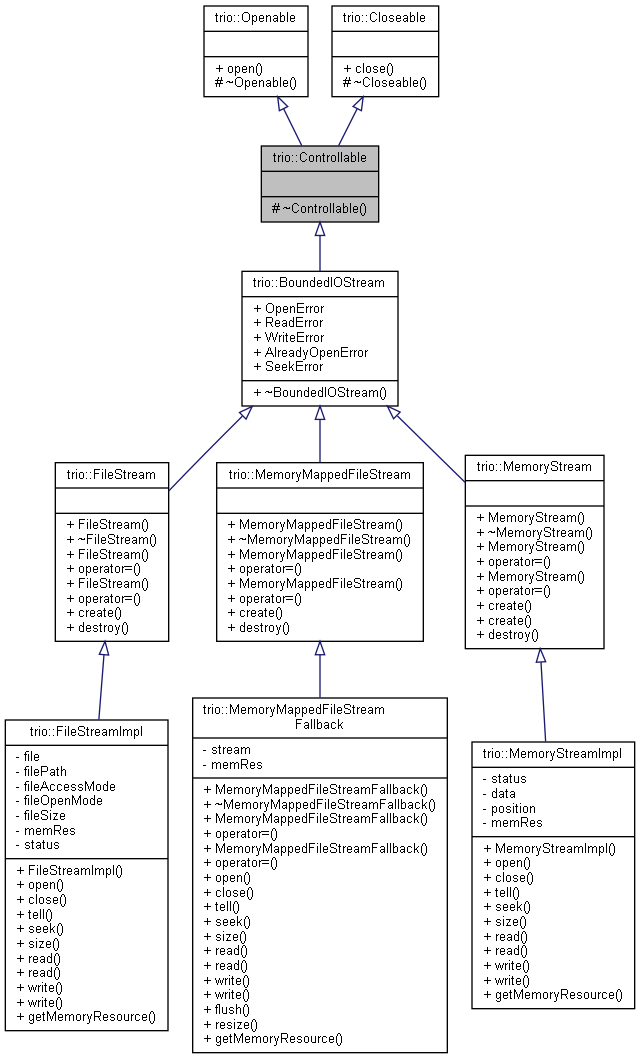 trio::Openable
+ open()
# ~Openable()
trio::Closeable
+ close()
# ~Closeable()
trio::Controllable
# ~Controllable()
trio::BoundedIOStream
+ OpenError
+ ReadError
+ WriteError
+ AlreadyOpenError
+ SeekError
+ ~BoundedIOStream()
trio::FileStream
+ FileStream()
+ ~FileStream()
+ FileStream()
+ operator=()
+ FileStream()
+ operator=()
+ create()
+ destroy()
trio::MemoryMappedFileStream
+ MemoryMappedFileStream()
+ ~MemoryMappedFileStream()
+ MemoryMappedFileStream()
+ operator=()
+ MemoryMappedFileStream()
+ operator=()
+ create()
+ destroy()
trio::MemoryStream
+ MemoryStream()
+ ~MemoryStream()
+ MemoryStream()
+ operator=()
+ MemoryStream()
+ operator=()
+ create()
+ create()
+ destroy()
trio::FileStreamImpl
- file
- filePath
- fileAccessMode
- fileOpenMode
- fileSize
- memRes
- status
+ FileStreamImpl()
+ open()
+ close()
+ tell()
+ seek()
+ size()
+ read()
+ read()
+ write()
+ write()
+ getMemoryResource()
trio::MemoryMappedFileStream
Fallback
- stream
- memRes
+ MemoryMappedFileStreamFallback()
+ ~MemoryMappedFileStreamFallback()
+ MemoryMappedFileStreamFallback()
+ operator=()
+ MemoryMappedFileStreamFallback()
+ operator=()
+ open()
+ close()
+ tell()
+ seek()
+ size()
+ read()
+ read()
+ write()
+ write()
+ flush()
+ resize()
+ getMemoryResource()
trio::MemoryStreamImpl
- status
- data
- position
- memRes
+ MemoryStreamImpl()
+ open()
+ close()
+ tell()
+ seek()
+ size()
+ read()
+ read()
+ write()
+ write()
+ getMemoryResource()